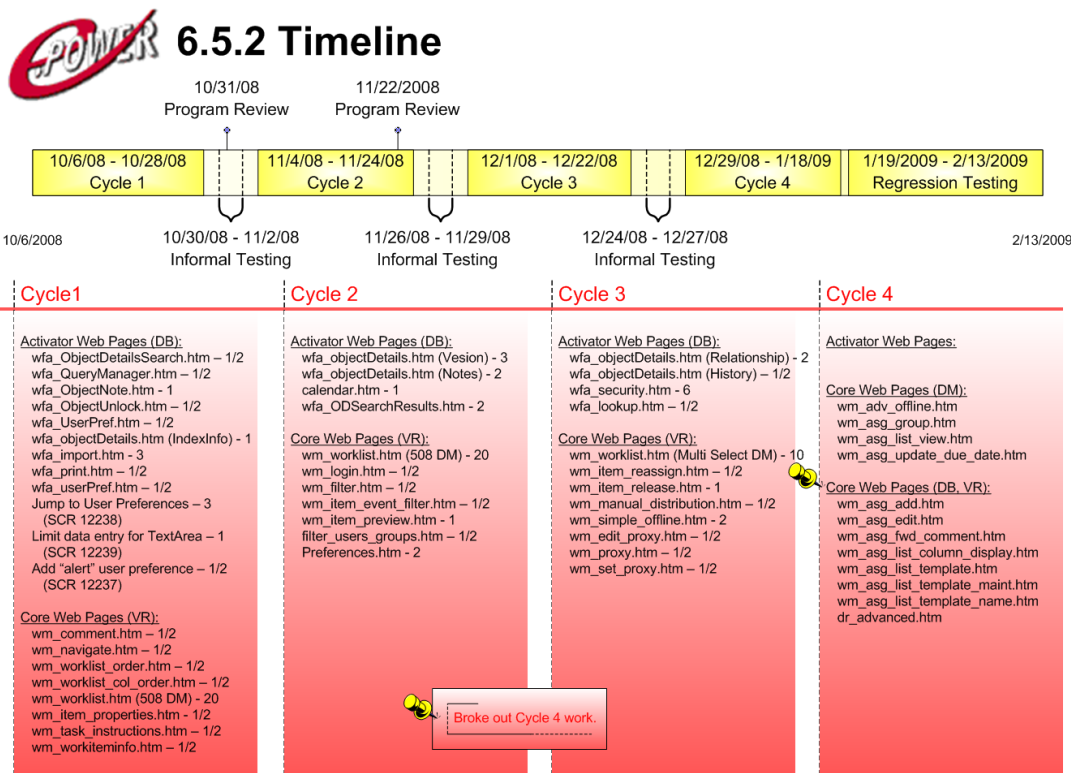 ePOWER
6.5.2 Timeline
10/31/08
Program Review
11/22/2008
Program Review
10/6/08 - 10/28/08
Cycle 1
11/4/08 - 11/24/08
Cycle 2
12/1/08 - 12/22/08
Cycle 3
12/29/08 - 1/18/09
Cycle 4
1/19/2009 - 2/13/2009
Regression Testing
10/6/2008
10/30/08 - 11/2/08
Informal Testing
11/26/08 - 11/29/08
Informal Testing
12/24/08 - 12/27/08
Informal Testing
2/13/2009
Cycle1
Activator Web Pages (DB):
wfa_ObjectDetailsSearch.htm – 1/2
wfa_QueryManager.htm – 1/2
wfa_ObjectNote.htm - 1
wfa_ObjectUnlock.htm – 1/2
wfa_UserPref.htm – 1/2
wfa_objectDetails.htm (IndexInfo) - 1
wfa_import.htm - 3
wfa_print.htm – 1/2
wfa_userPref.htm – 1/2
Jump to User Preferences – 3
(SCR 12238)
Limit data entry for TextArea – 1
(SCR 12239)
Add “alert” user preference – 1/2
(SCR 12237)
Core Web Pages (VR):
wm_comment.htm – 1/2
wm_navigate.htm – 1/2
wm_worklist_order.htm – 1/2
wm_worklist_col_order.htm – 1/2
wm_worklist.htm (508 DM) - 20
wm_item_properties.htm - 1/2
wm_task_instructions.htm – 1/2
wm_workiteminfo.htm – 1/2
Cycle 2
Activator Web Pages (DB):
wfa_objectDetails.htm (Vesion) - 3
wfa_objectDetails.htm (Notes) - 2
calendar.htm - 1
wfa_ODSearchResults.htm - 2
Core Web Pages (VR):
wm_worklist.htm (508 DM) - 20
wm_login.htm – 1/2
wm_filter.htm – 1/2
wm_item_event_filter.htm – 1/2
wm_item_preview.htm - 1
filter_users_groups.htm – 1/2
Preferences.htm - 2
Cycle 3
Activator Web Pages (DB):
wfa_objectDetails.htm (Relationship) - 2
wfa_objectDetails.htm (History) – 1/2
wfa_security.htm - 6
wfa_lookup.htm – 1/2
Core Web Pages (VR):
wm_worklist.htm (Multi Select DM) - 10
wm_item_reassign.htm – 1/2
wm_item_release.htm - 1
wm_manual_distribution.htm – 1/2
wm_simple_offline.htm - 2
wm_edit_proxy.htm – 1/2
wm_proxy.htm – 1/2
wm_set_proxy.htm – 1/2
Cycle 4
Activator Web Pages:
Core Web Pages (DM):
wm_adv_offline.htm
wm_asg_group.htm
wm_asg_list_view.htm
wm_asg_update_due_date.htm
Core Web Pages (DB, VR):
wm_asg_add.htm
wm_asg_edit.htm
wm_asg_fwd_comment.htm
wm_asg_list_column_display.htm
wm_asg_list_template.htm
wm_asg_list_template_maint.htm
wm_asg_list_template_name.htm
dr_advanced.htm
Broke out Cycle 4 work.